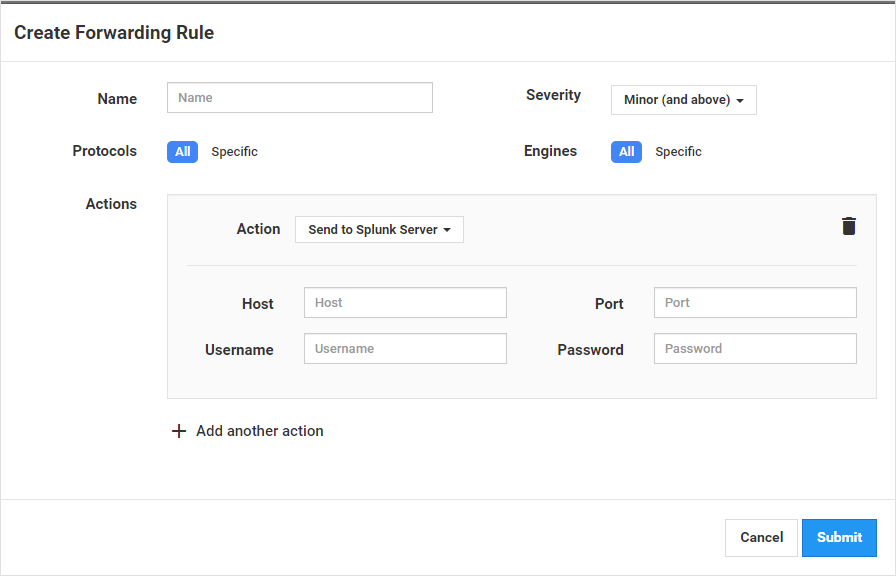 Create Forwarding Rule
Name Name Severity Minor (and above)
Protocols All Specific Engines All Specific
Actions
Action Send to Splunk Server
Host Host Port Port
Username Username Password Password
Add another action
Cancel Submit